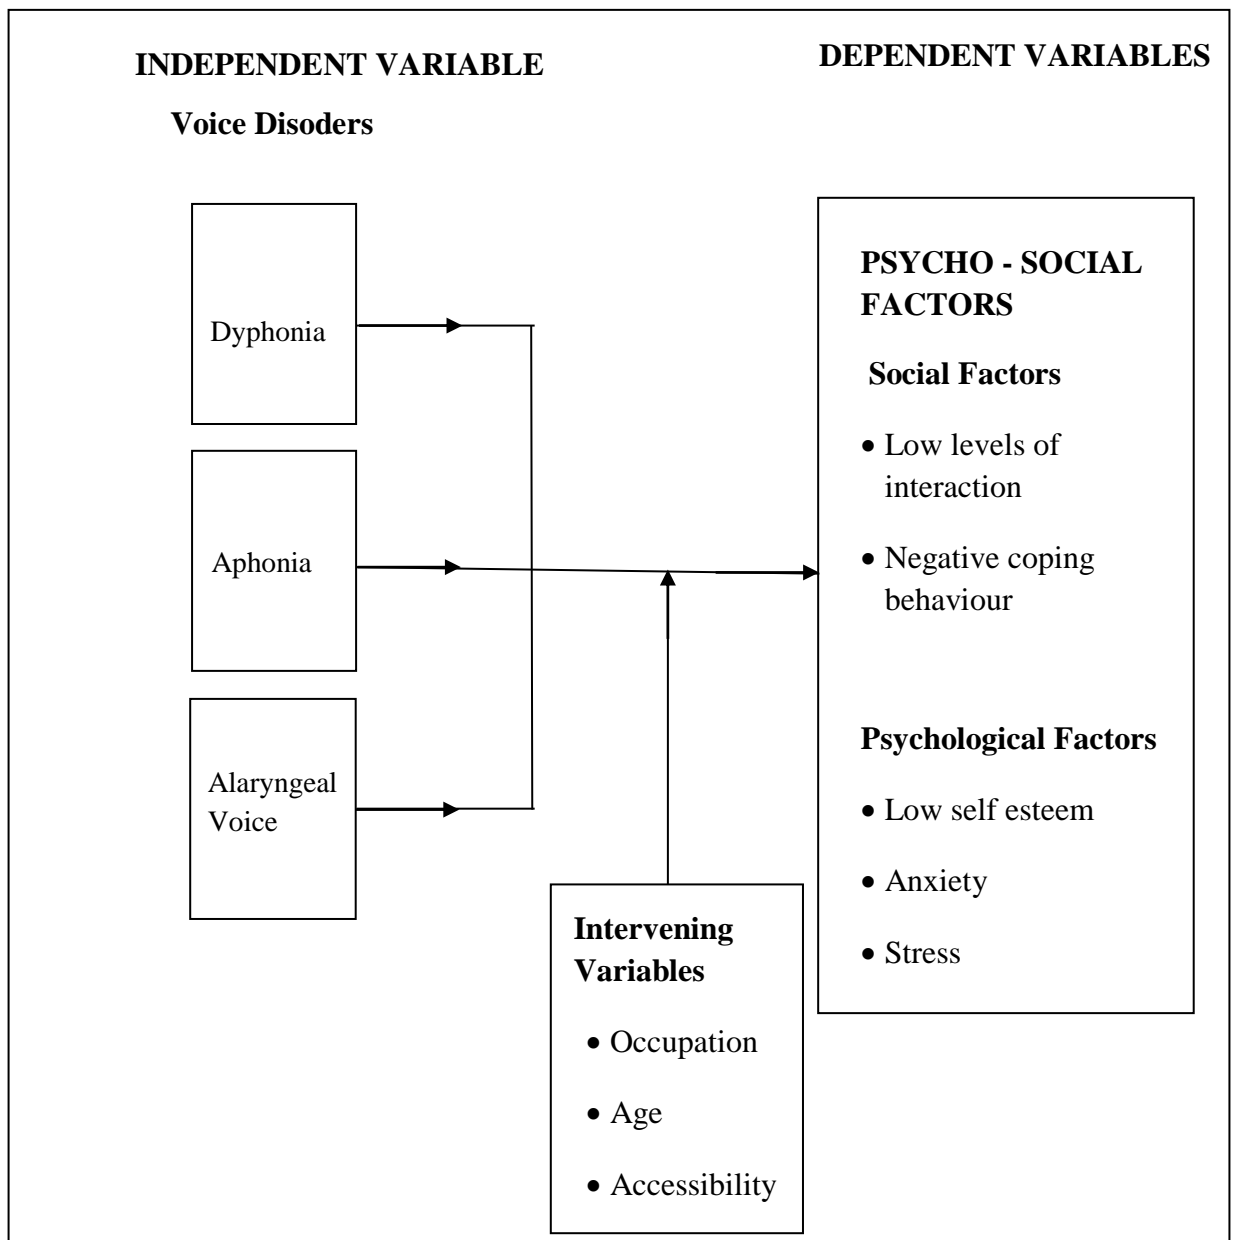 INDEPENDENT VARIABLE
Voice Disoders
Dyphonia
Aphonia
Alaryngeal
Voice
Intervening
Variables
• Occupation
• Age
• Accessibility
DEPENDENT VARIABLES
PSYCHO - SOCIAL
FACTORS
Social Factors
• Low levels of
interaction
• Negative coping
behaviour
Psychological Factors
• Low self esteem
• Anxiety
• Stress